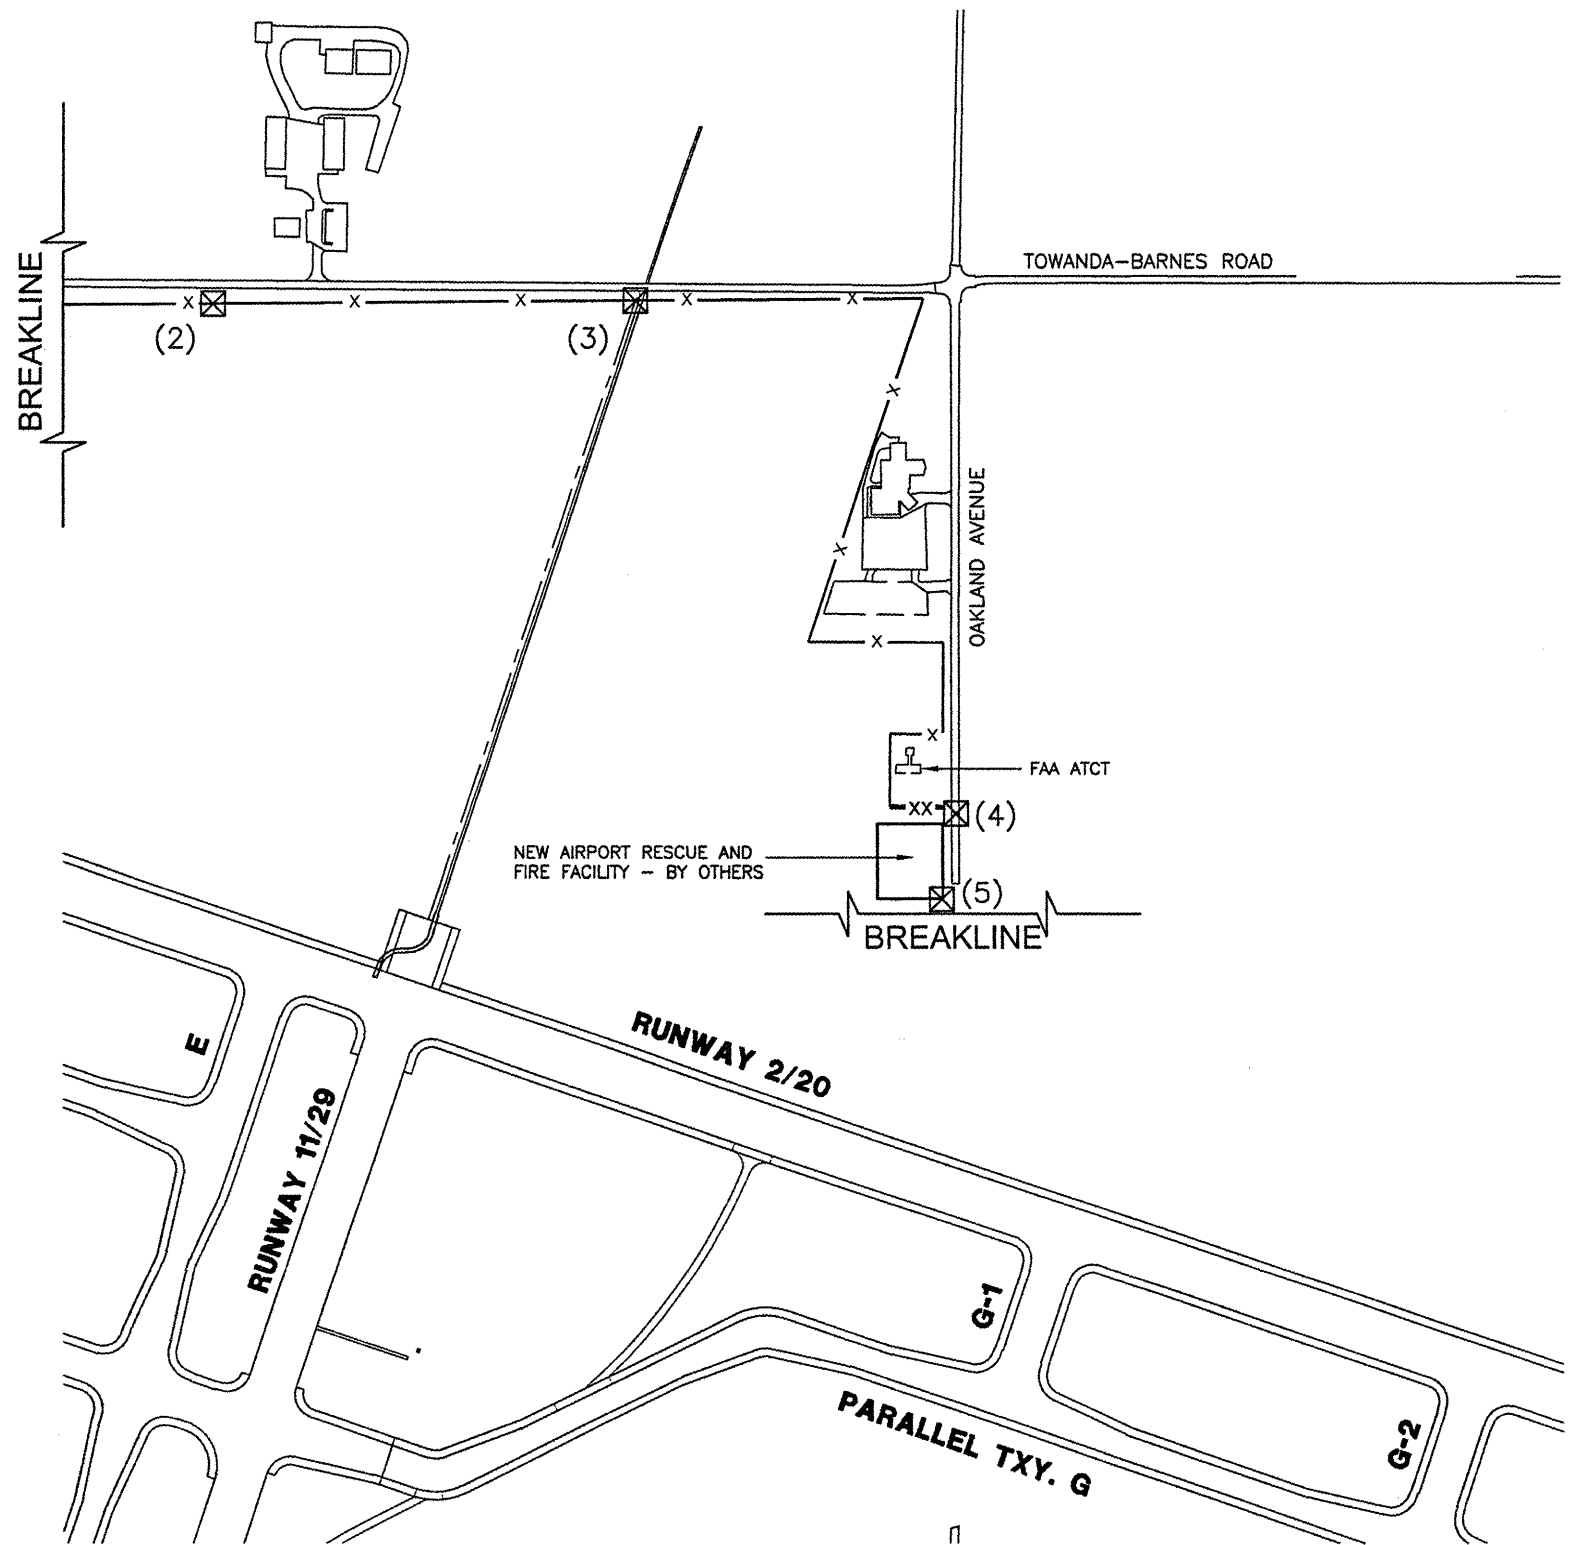 TOWANDA-BARNES ROAD
BREAKLINE
X
X
X
X
X
(2)
(3)
X
OAKLAND AVENUE
X
X
X
FAA ATCT
XX
(4)
NEW AIRPORT RESCUE AND
FIRE FACILITY - BY OTHERS
(5)
BREAKLINE
RUNWAY 2/20
E
RUNWAY 11/29
G-1
PARALLEL TXY. G
G-2